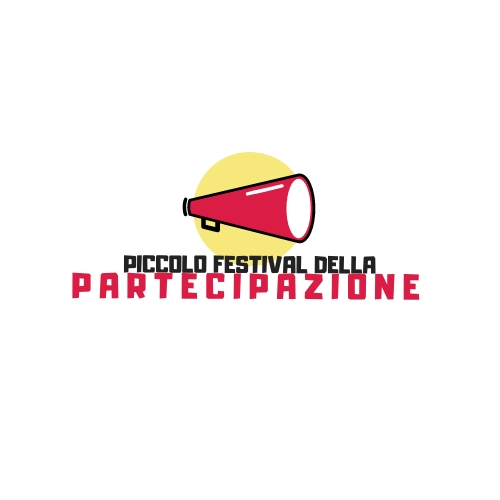 PICCOLO FESTIVAL DELLA
PARTECIPAZIONE